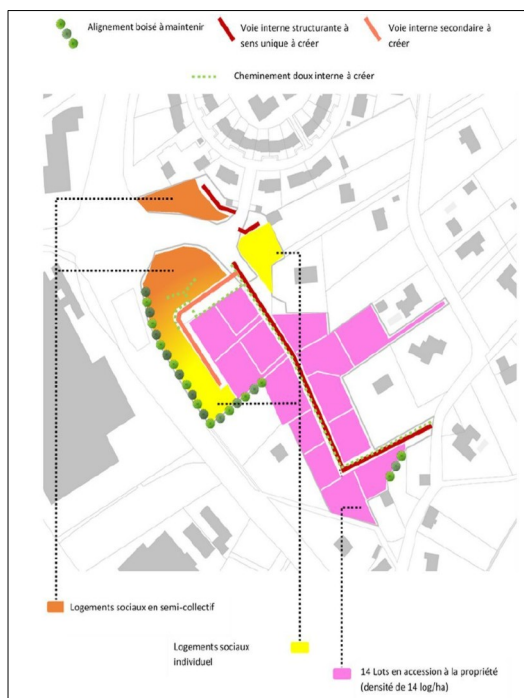 Alignement boisé à maintenir
Voie interne structurante à
sens unique à créer
Voie interne secondaire à
créer
Cheminement doux interne à créer
Logements sociaux en semi-collectif
Logements sociaux
individuel
14 Lots en accession à la propriété
(densité de 14 log/ha)